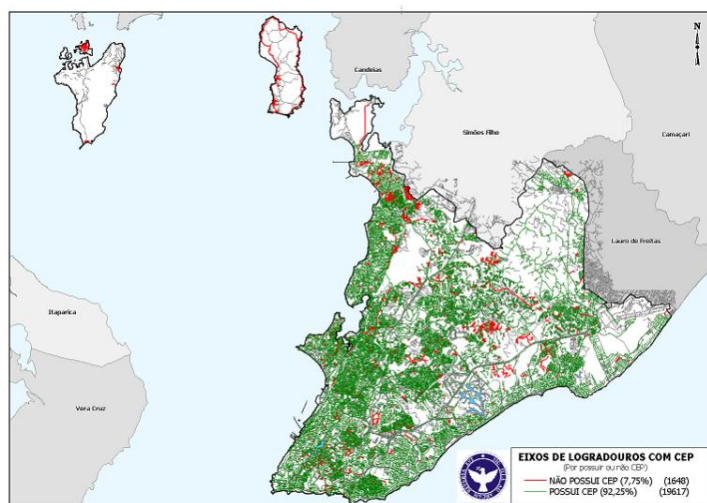 N
Candeias
Simões Filho
Camaçari
Lauro de Freitas
Itaparica
Vera Cruz
EIXOS DE LOGRADOUROS COM CEP
(Por possuir ou não CEP)
NÃO POSSUI CEP (7,75%) (1648)
POSSUI CEP (92,25%) (19617)